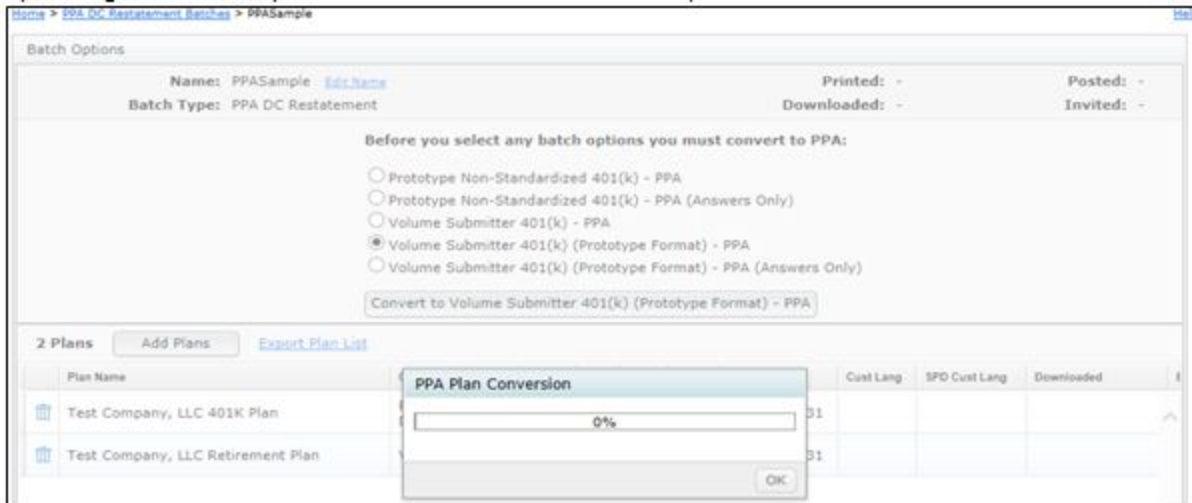 Home > PPA DC Restatement Batches > PPASample
Batch Options
Name: PPASample Edit Name Printed: - Posted: -
Batch Type: PPA DC Restatement Downloaded: - Invited: -
Before you select any batch options you must convert to PPA:
Prototype Non-Standardized 401(k) - PPA
Prototype Non-Standardized 401(k) - PPA (Answers Only)
Volume Submitter 401(k) - PPA
Volume Submitter 401(k) (Prototype Format) - PPA
Volume Submitter 401(k) (Prototype Format) - PPA (Answers Only)
Convert to Volume Submitter 401(k) (Prototype Format) - PPA
2 Plans Add Plans Export Plan List
Plan Name Cust Lang SPD Cust Lang Downloaded
PPA Plan Conversion
Test Company, LLC 401K Plan 31
0%
Test Company, LLC Retirement Plan 31
OK